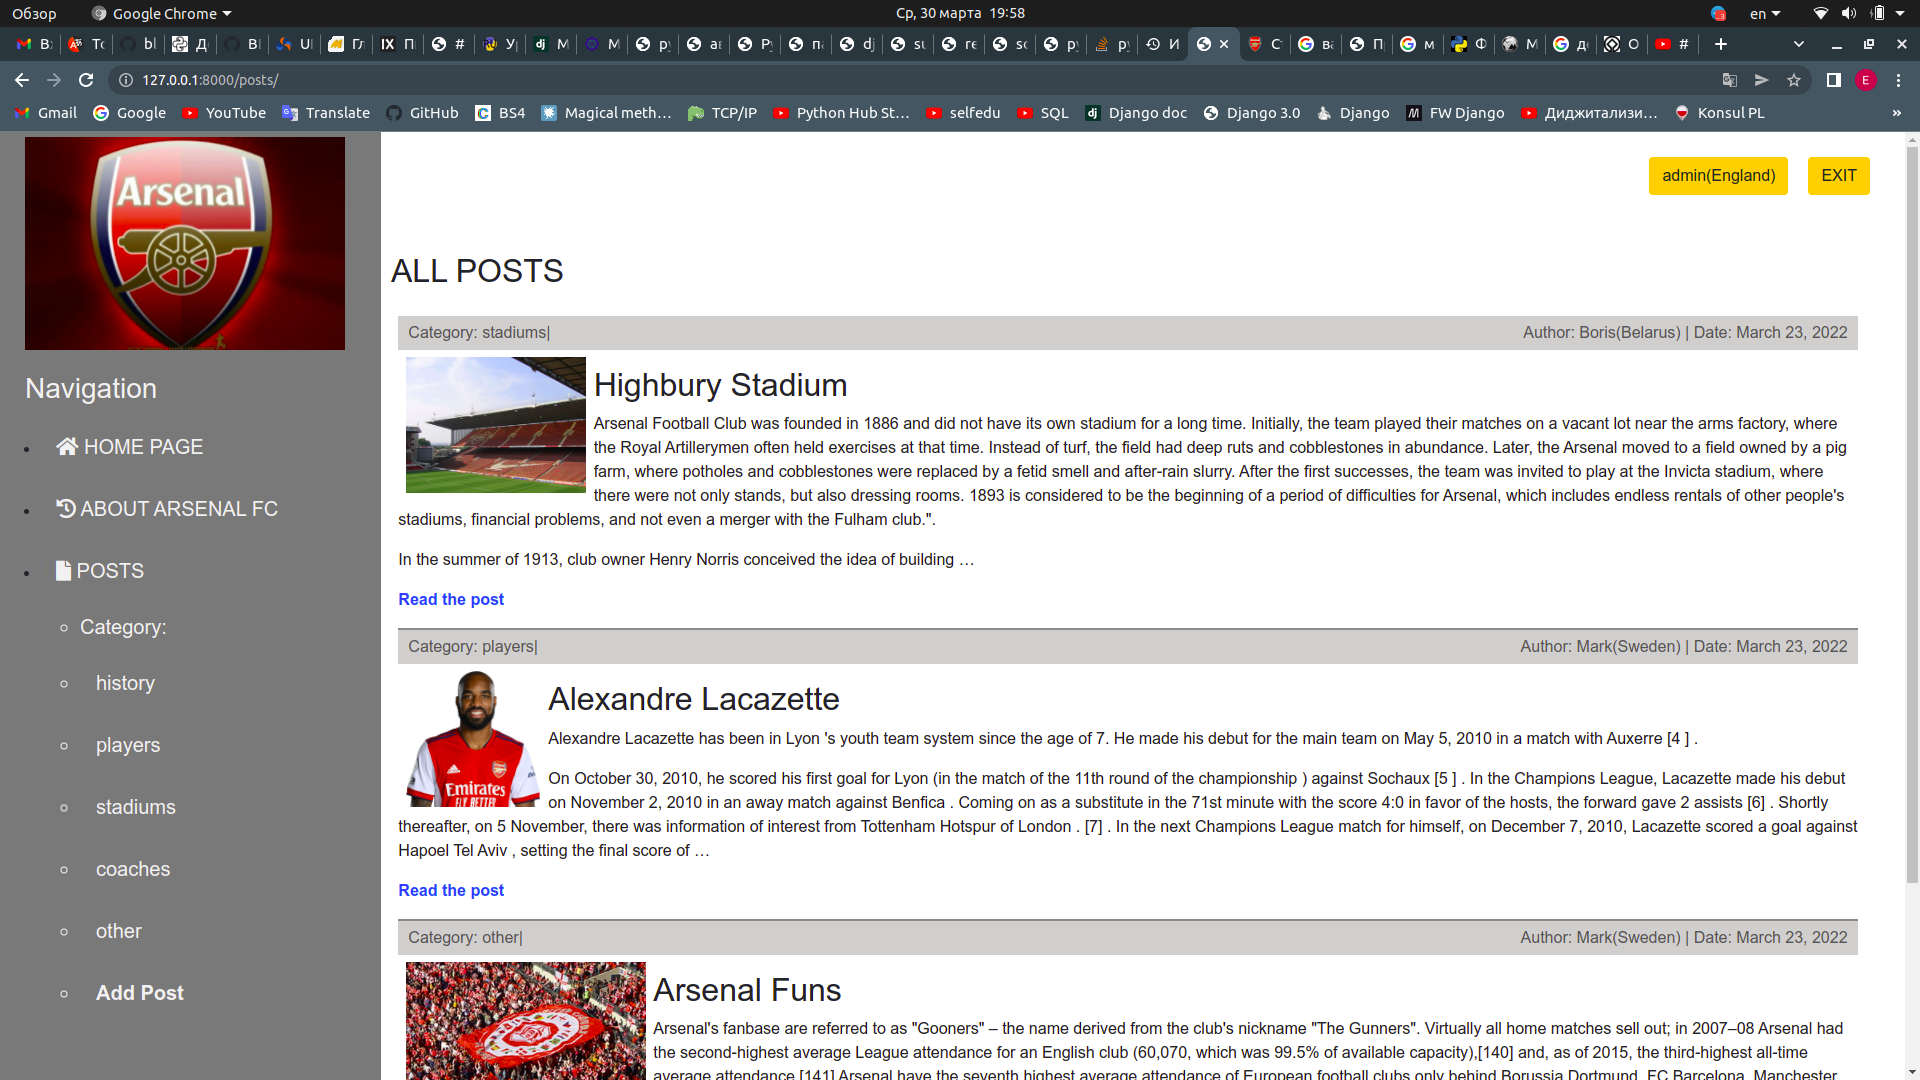 Обзор
Google Chrome
Ср, 30 марта 19:58
en
127.0.0.1:8000/posts/
E
Gmail
Google
YouTube
Translate
GitHub
BS4
Magical meth…
TCP/IP
Python Hub St…
selfedu
SQL
Django doc
Django 3.0
Django
FW Django
Диджитализи…
Konsul PL
»
Arsenal
Navigation
HOME PAGE
ABOUT ARSENAL FC
POSTS
Category:
history
players
stadiums
coaches
other
Add Post
admin(England)
EXIT
ALL POSTS
Category: stadiums|
Author: Boris(Belarus) | Date: March 23, 2022
Highbury Stadium
Arsenal Football Club was founded in 1886 and did not have its own stadium for a long time. Initially, the team played their matches on a vacant lot near the arms factory, where
the Royal Artillerymen often held exercises at that time. Instead of turf, the field had deep ruts and cobblestones in abundance. Later, the Arsenal moved to a field owned by a pig
farm, where potholes and cobblestones were replaced by a fetid smell and after-rain slurry. After the first successes, the team was invited to play at the Invicta stadium, where
there were not only stands, but also dressing rooms. 1893 is considered to be the beginning of a period of difficulties for Arsenal, which includes endless rentals of other people's
stadiums, financial problems, and not even a merger with the Fulham club.".
In the summer of 1913, club owner Henry Norris conceived the idea of building …
Read the post
Category: players|
Author: Mark(Sweden) | Date: March 23, 2022
Emirates
FLY BETTER
Alexandre Lacazette
Alexandre Lacazette has been in Lyon 's youth team system since the age of 7. He made his debut for the main team on May 5, 2010 in a match with Auxerre [4 ] .
On October 30, 2010, he scored his first goal for Lyon (in the match of the 11th round of the championship ) against Sochaux [5 ] . In the Champions League, Lacazette made his debut
on November 2, 2010 in an away match against Benfica . Coming on as a substitute in the 71st minute with the score 4:0 in favor of the hosts, the forward gave 2 assists [6] . Shortly
thereafter, on 5 November, there was information of interest from Tottenham Hotspur of London . [7] . In the next Champions League match for himself, on December 7, 2010, Lacazette scored a goal against
Hapoel Tel Aviv , setting the final score of …
Read the post
Category: other|
Author: Mark(Sweden) | Date: March 23, 2022
Arsenal Funs
Arsenal's fanbase are referred to as "Gooners" – the name derived from the club's nickname "The Gunners". Virtually all home matches sell out; in 2007–08 Arsenal had
the second-highest average League attendance for an English club (60,070, which was 99.5% of available capacity),[140] and, as of 2015, the third-highest all-time
average attendance.[141] Arsenal have the seventh highest average attendance of European football clubs only behind Borussia Dortmund, FC Barcelona, Manchester